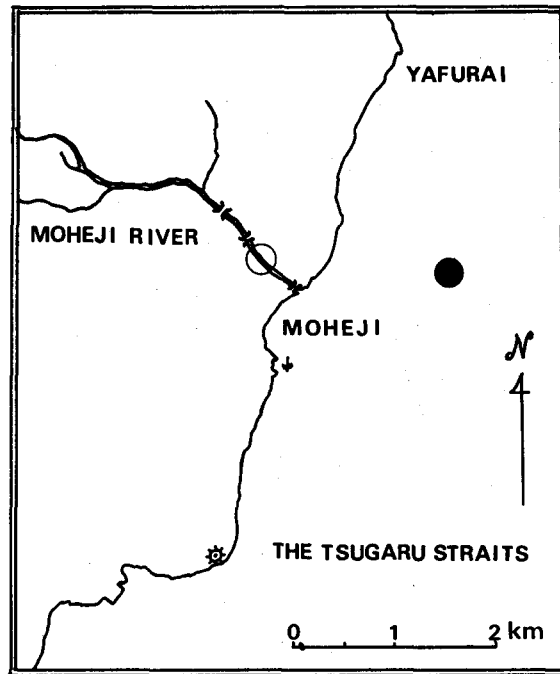 YAFURAI
MOHEJI RIVER
MOHEJI
N
THE TSUGARU STRAITS
0 1 2 km